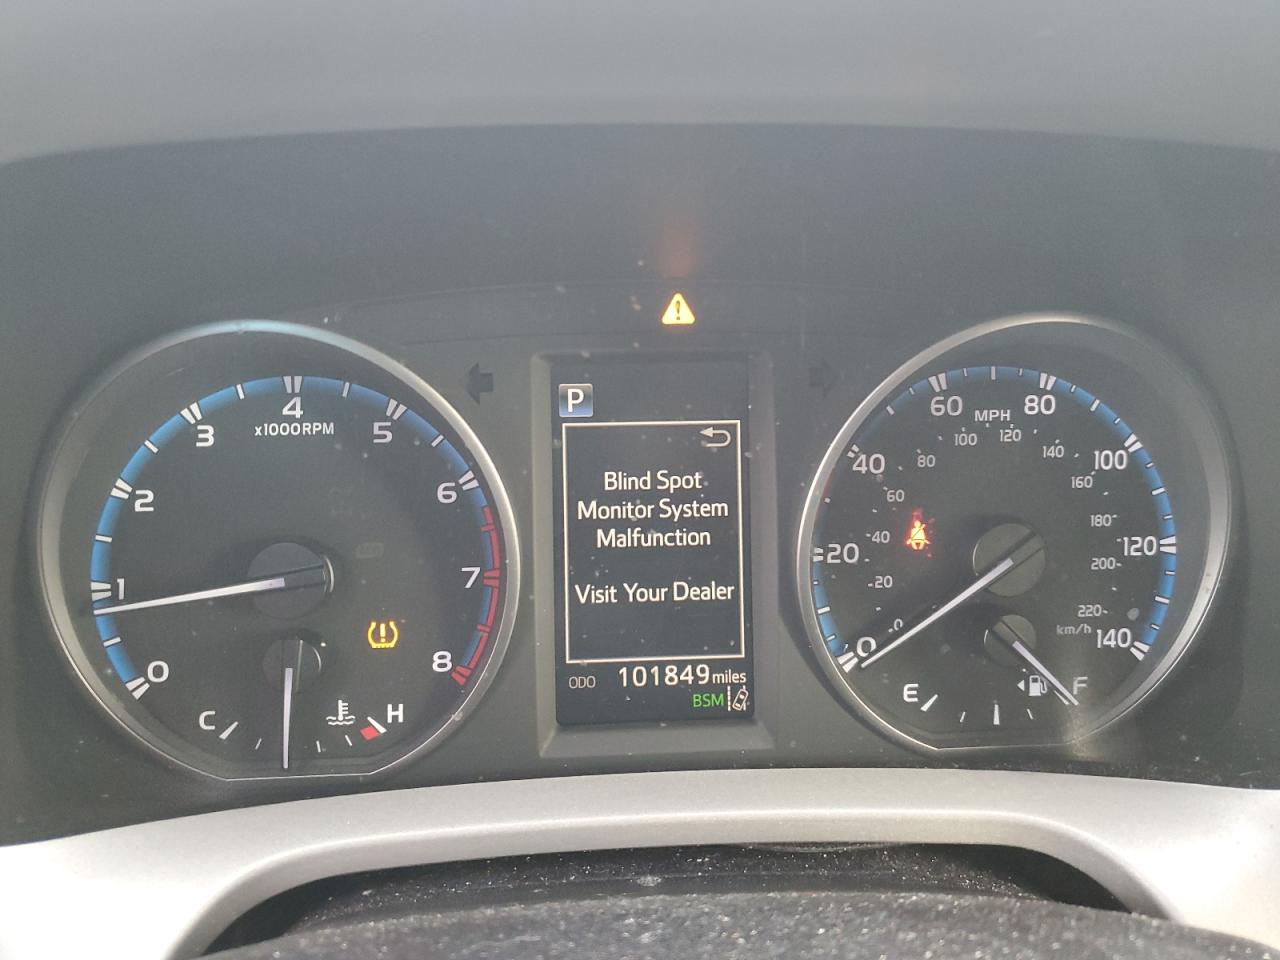 P
Blind Spot
Monitor System
Malfunction
Visit Your Dealer
ODO 101849 miles
BSM
0
1
2
3
4
5
6
7
8
x1000RPM
C
H
0
20
40
60
80
100
120
140
MPH
0
20
40
60
80
100
120
140
160
180
200
220
km/h
E
F